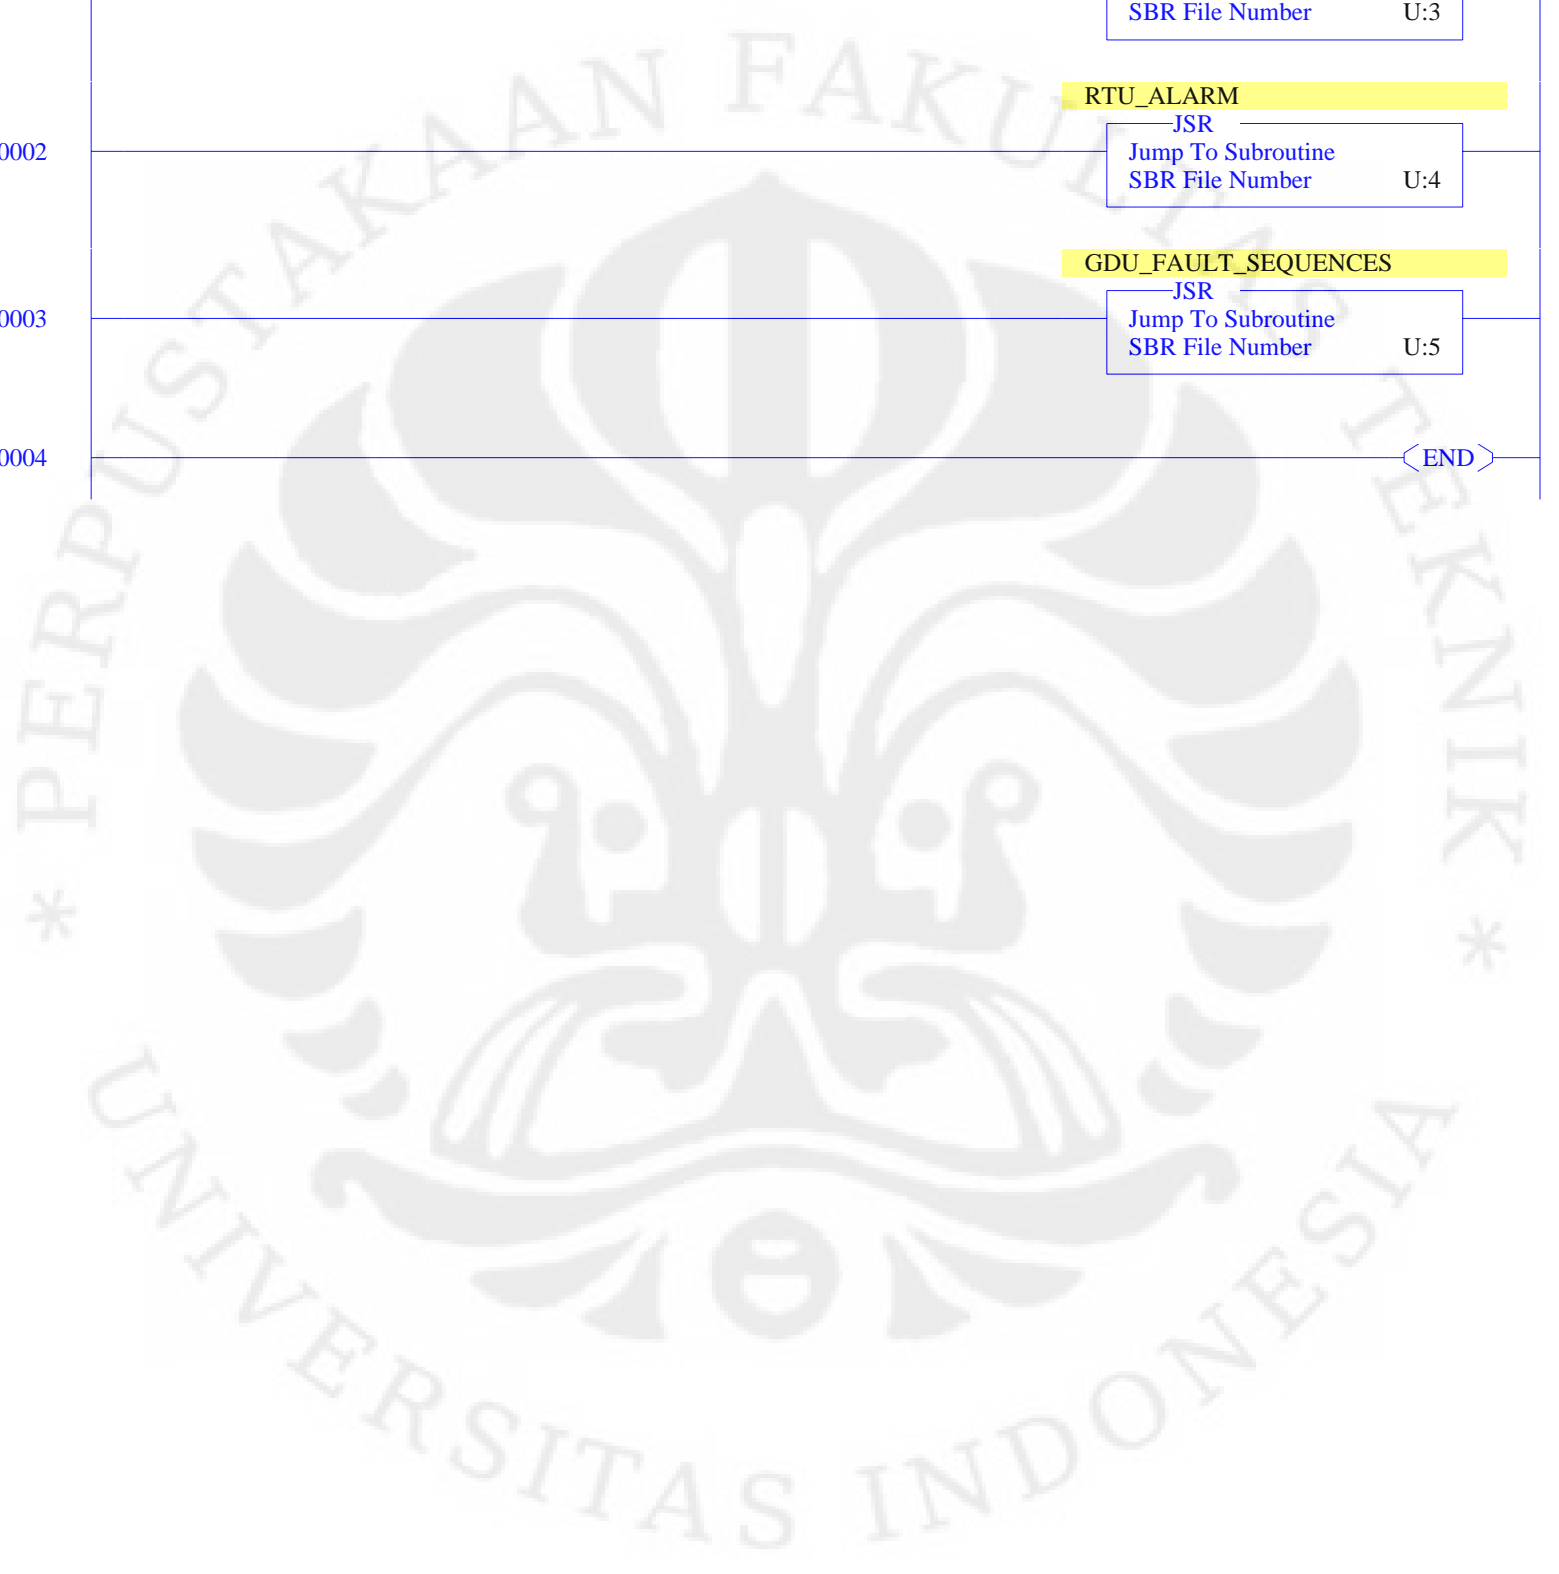 SBR File Number U:3
RTU_ALARM
JSR
0002
Jump To Subroutine
SBR File Number U:4
GDU_FAULT_SEQUENCES
JSR
0003
Jump To Subroutine
SBR File Number U:5
0004
END
* PERPUSTAKAAN FAKULTAS TEKNIK *
UNIVERSITAS INDONESIA